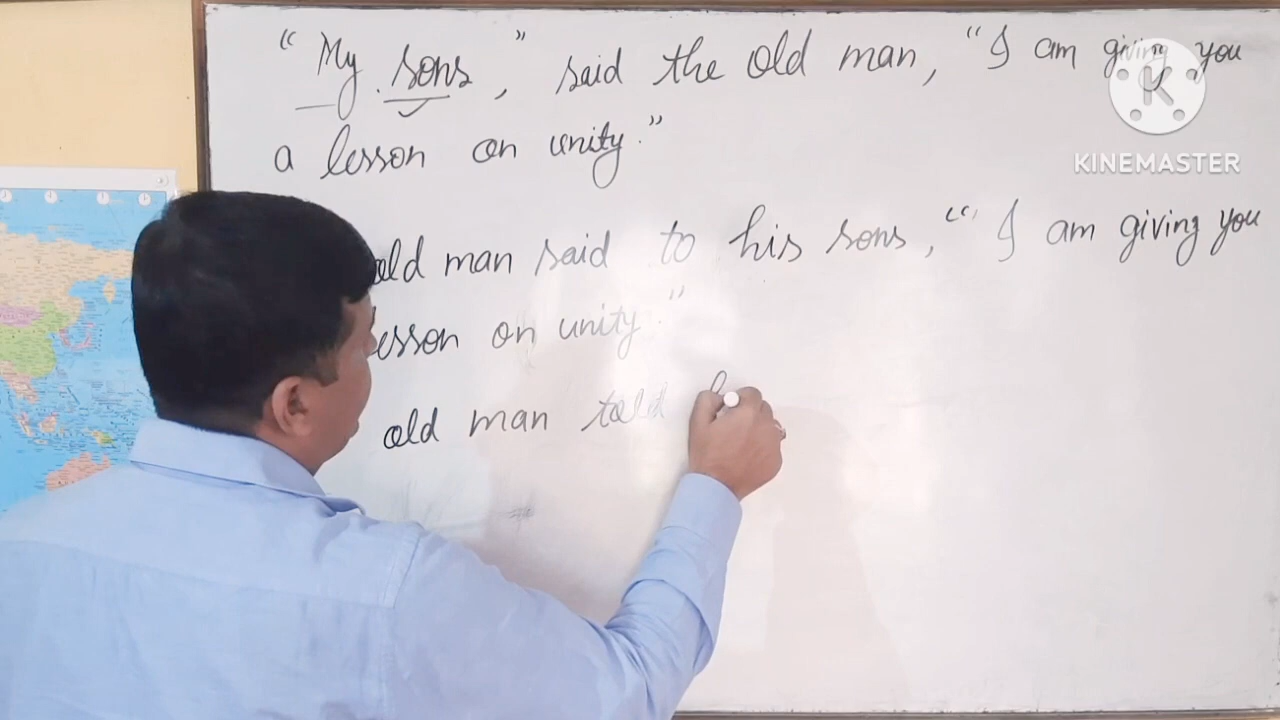 “My sons,” said the old man, “I am giving you
a lesson on unity.”
old man said to his sons, “I am giving you
lesson on unity.”
old man told
KINEMASTER